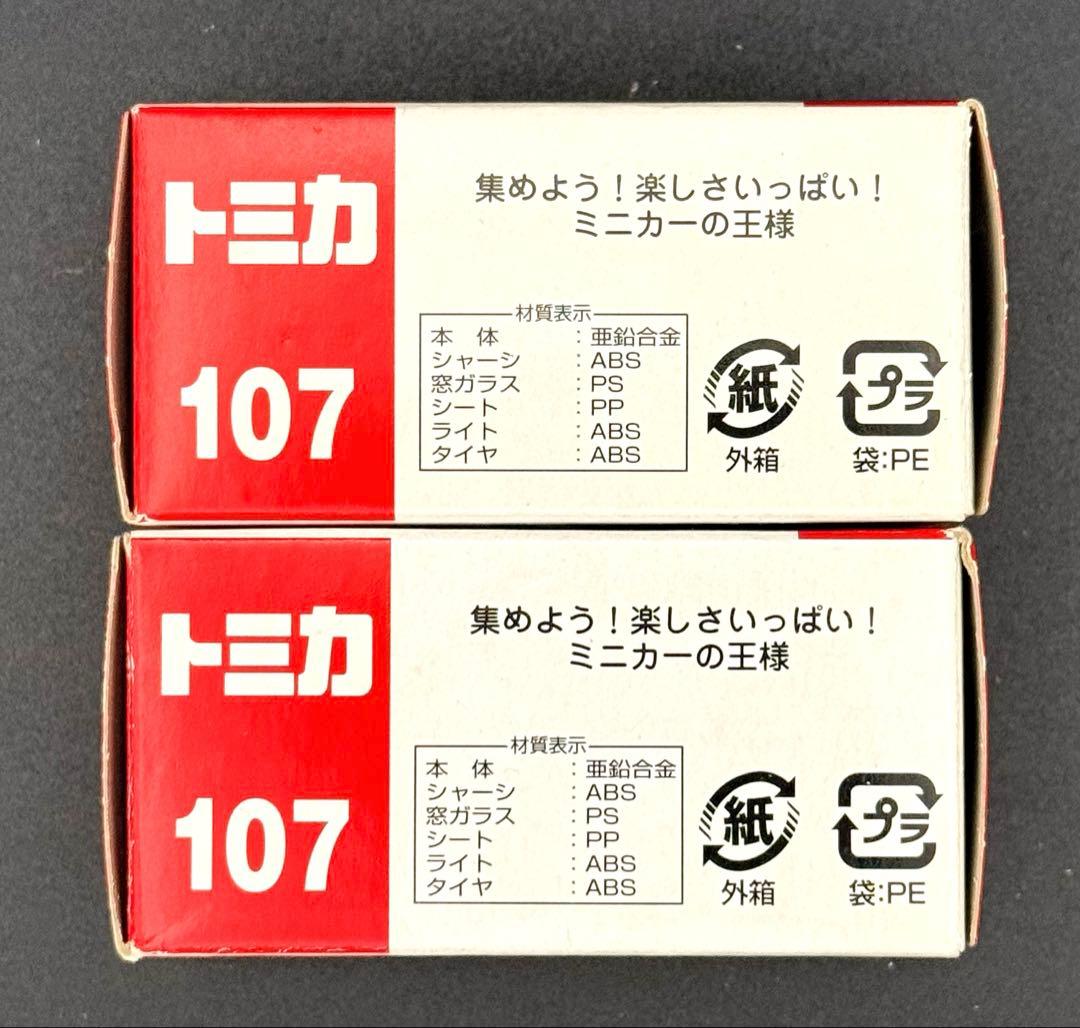 トミカ
107
集めよう！楽しさいっぱい！
ミニカーの王様
材質表示
本 体 : 亜鉛合金
シャーシ : ABS
窓ガラス : PS
シート : PP
ライト : ABS
タイヤ : ABS
紙
外箱
プラ
袋:PE
トミカ
107
集めよう！楽しさいっぱい！
ミニカーの王様
材質表示
本 体 : 亜鉛合金
シャーシ : ABS
窓ガラス : PS
シート : PP
ライト : ABS
タイヤ : ABS
紙
外箱
プラ
袋:PE